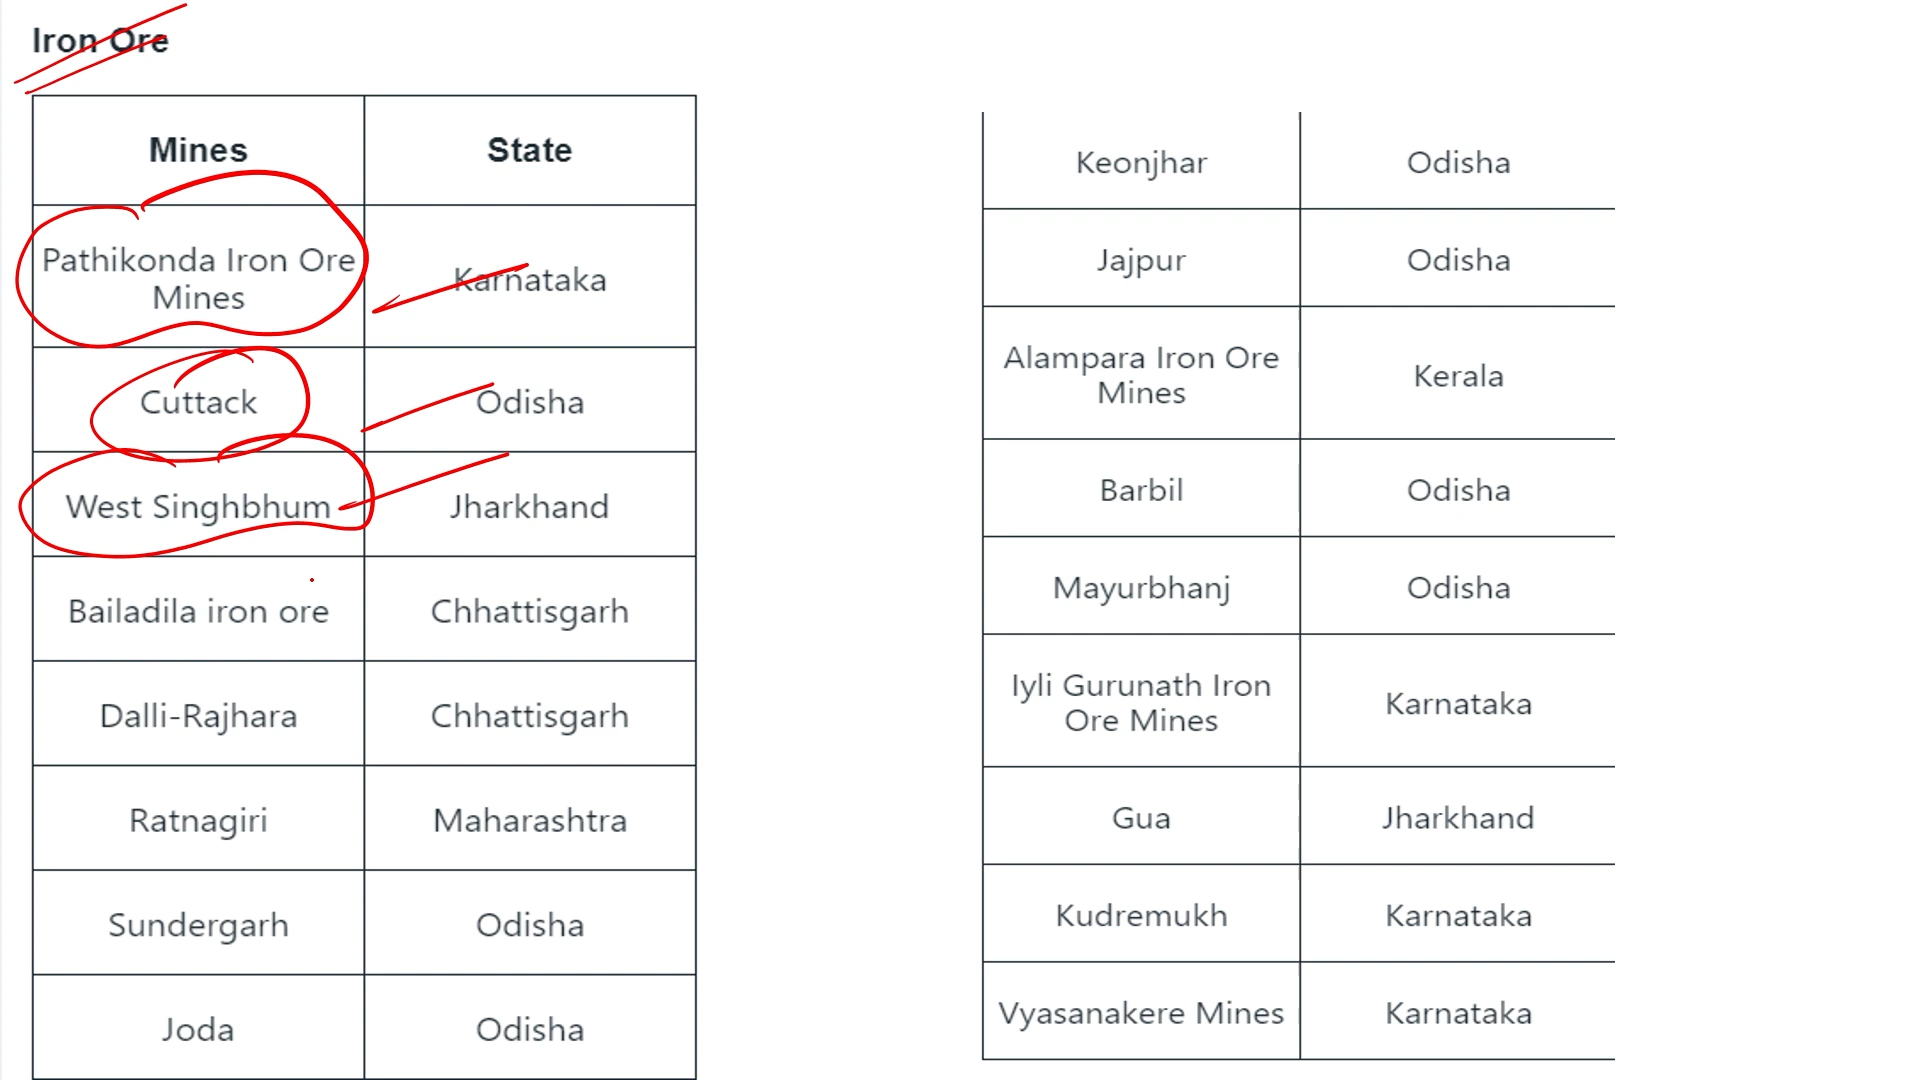 Iron Ore
Mines State
Pathikonda Iron Ore
Mines
Karnataka
Cuttack Odisha
West Singhbhum Jharkhand
Bailadila iron ore Chhattisgarh
Dalli-Rajhara Chhattisgarh
Ratnagiri Maharashtra
Sundergarh Odisha
Joda Odisha
Keonjhar Odisha
Jajpur Odisha
Alampara Iron Ore
Mines
Kerala
Barbil Odisha
Mayurbhanj Odisha
Iyli Gurunath Iron
Ore Mines
Karnataka
Gua Jharkhand
Kudremukh Karnataka
Vyasanakere Mines Karnataka